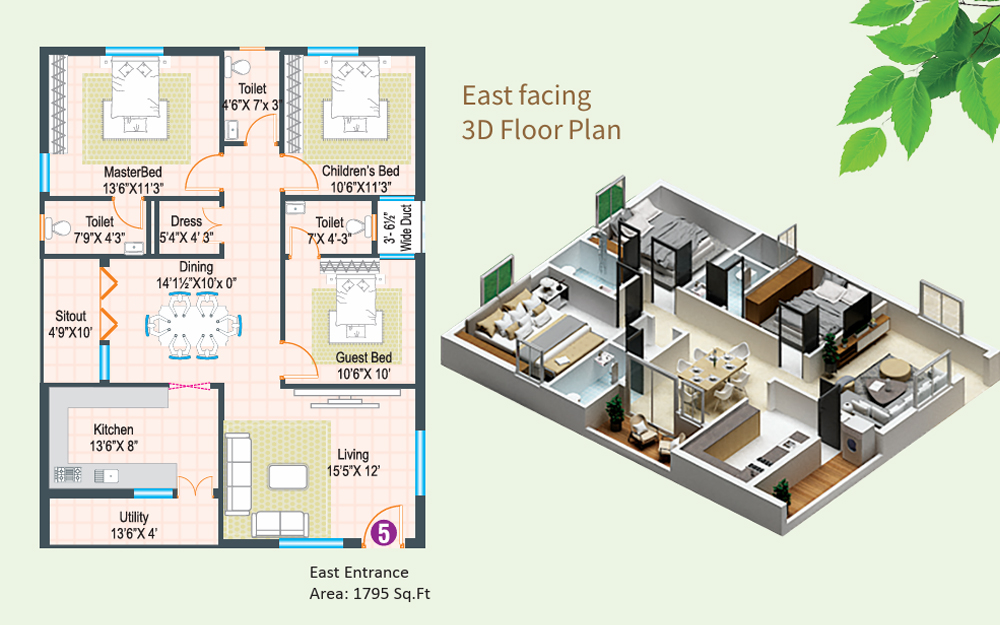 East facing
3D Floor Plan
MasterBed
13'6"X11'3"
Toilet
4'6"X 7'x 3"
Children's Bed
10'6"X11'3"
Toilet
7'9"X 4'3"
Dress
5'4"X 4' 3"
Toilet
7'X 4'-3"
3'- 6½"
Wide Duct
Dining
14'1½"X10'x 0"
Sitout
4'9"X10'
Guest Bed
10'6"X 10'
Kitchen
13'6"X 8"
Living
15'5"X 12'
Utility
13'6"X 4'
5
East Entrance
Area: 1795 Sq.Ft